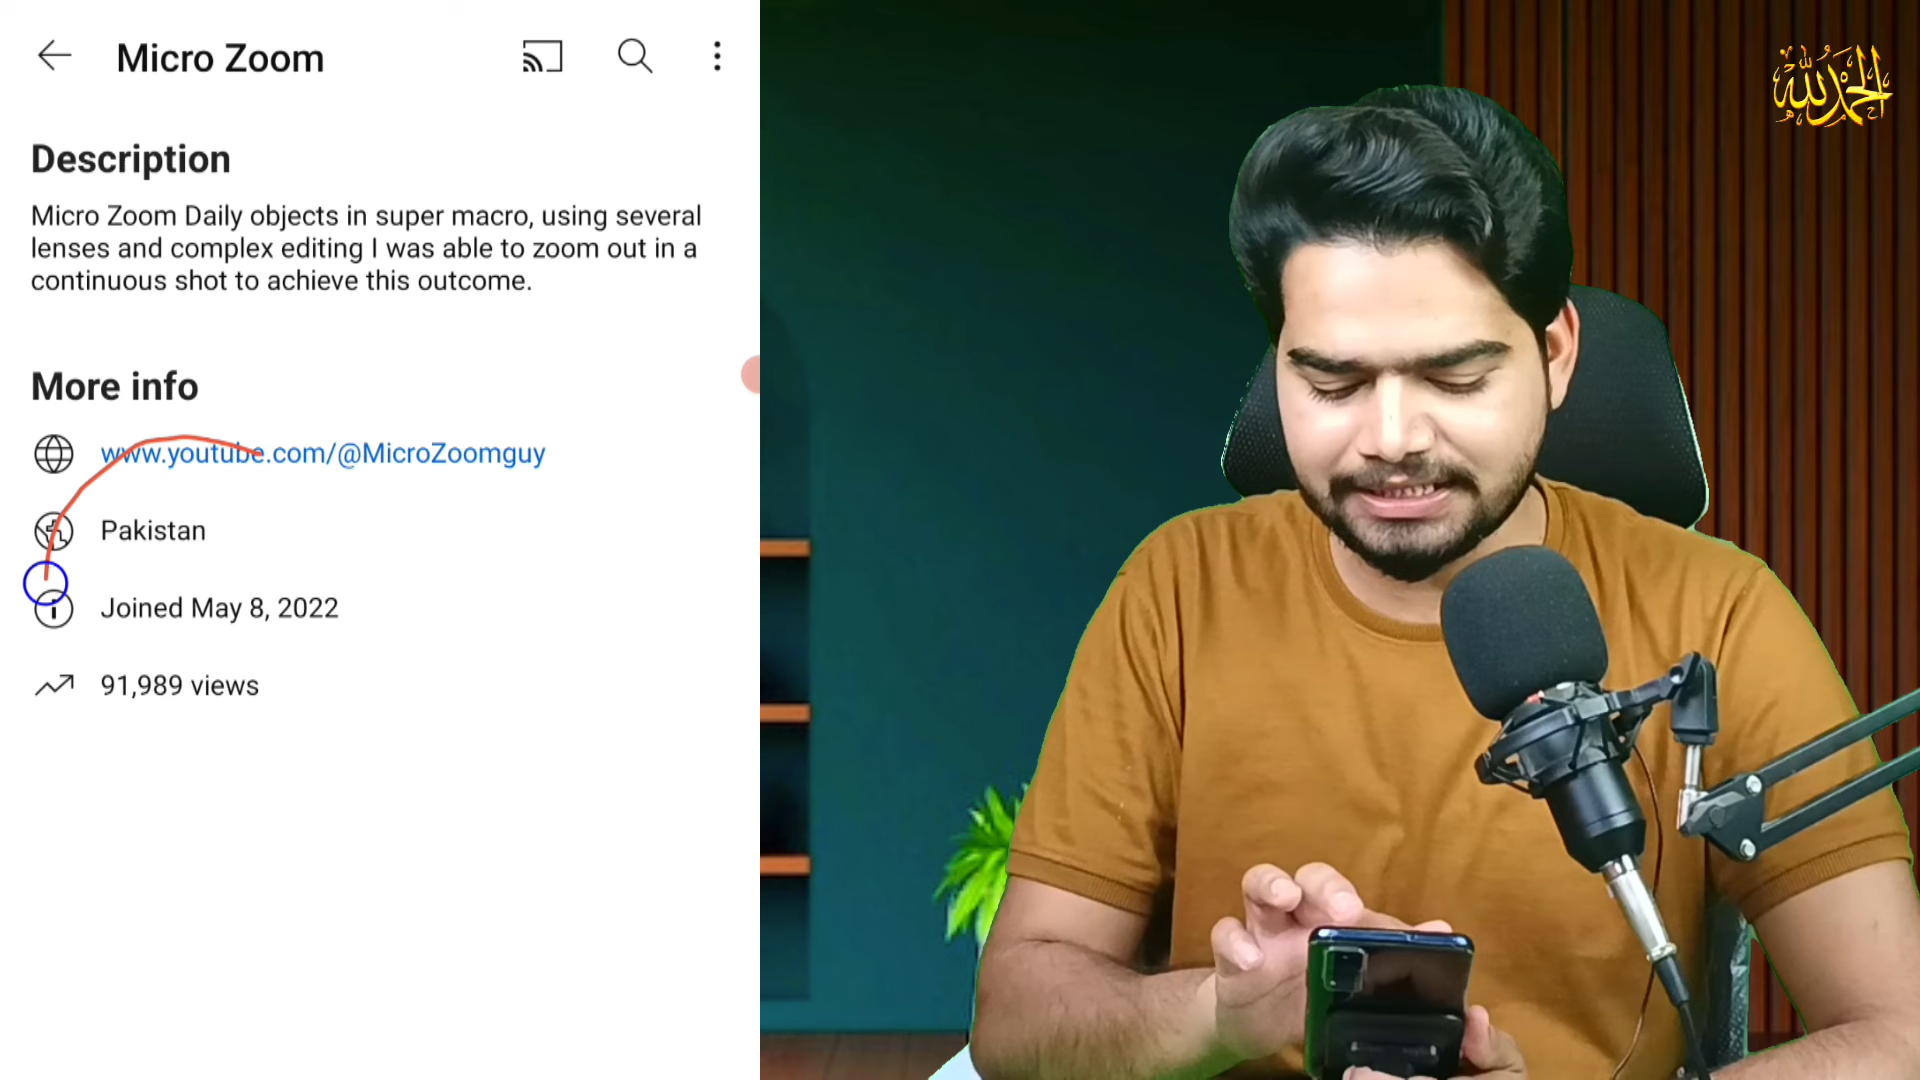 Micro Zoom
Description
Micro Zoom Daily objects in super macro, using several
lenses and complex editing I was able to zoom out in a
continuous shot to achieve this outcome.
More info
www.youtube.com/@MicroZoomguy
Pakistan
Joined May 8, 2022
91,989 views
الحمدلله